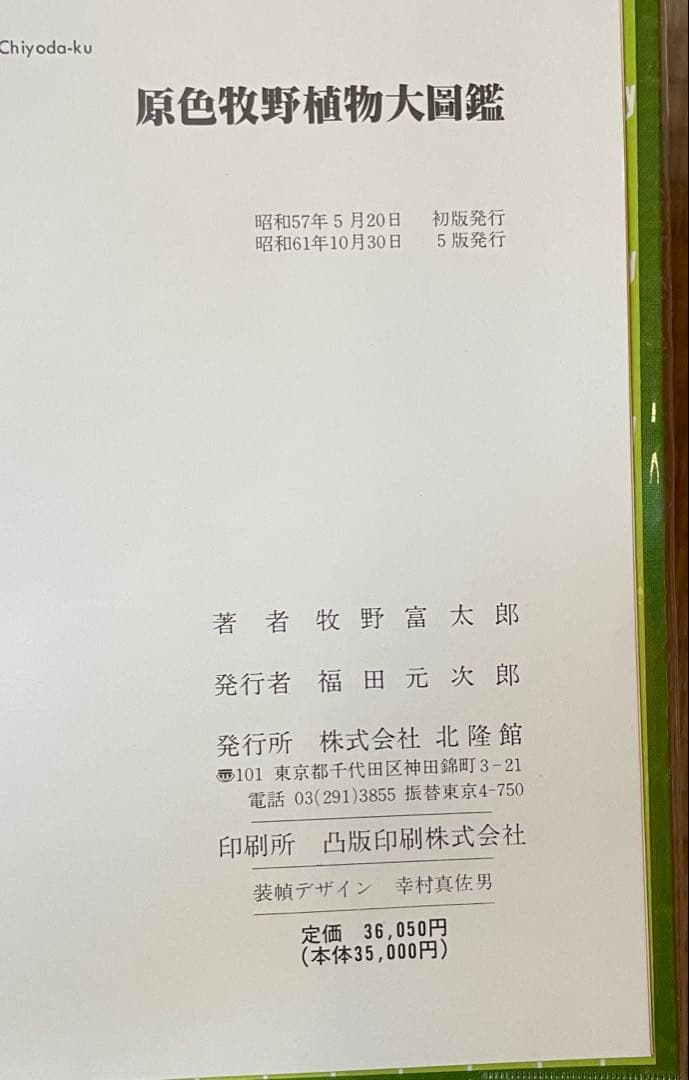 Chiyoda-ku
原色牧野植物大圖鑑
昭和57年5月20日 初版発行
昭和61年10月30日 5版発行
著者 牧野富太郎
発行者 福田元次郎
発行所 株式会社 北隆館
〠101 東京都千代田区神田錦町3-21
電話 03(291)3855 振替東京4-750
印刷所 凸版印刷株式会社
装幀デザイン 幸村真佐男
定価 36,050円
(本体35,000円)